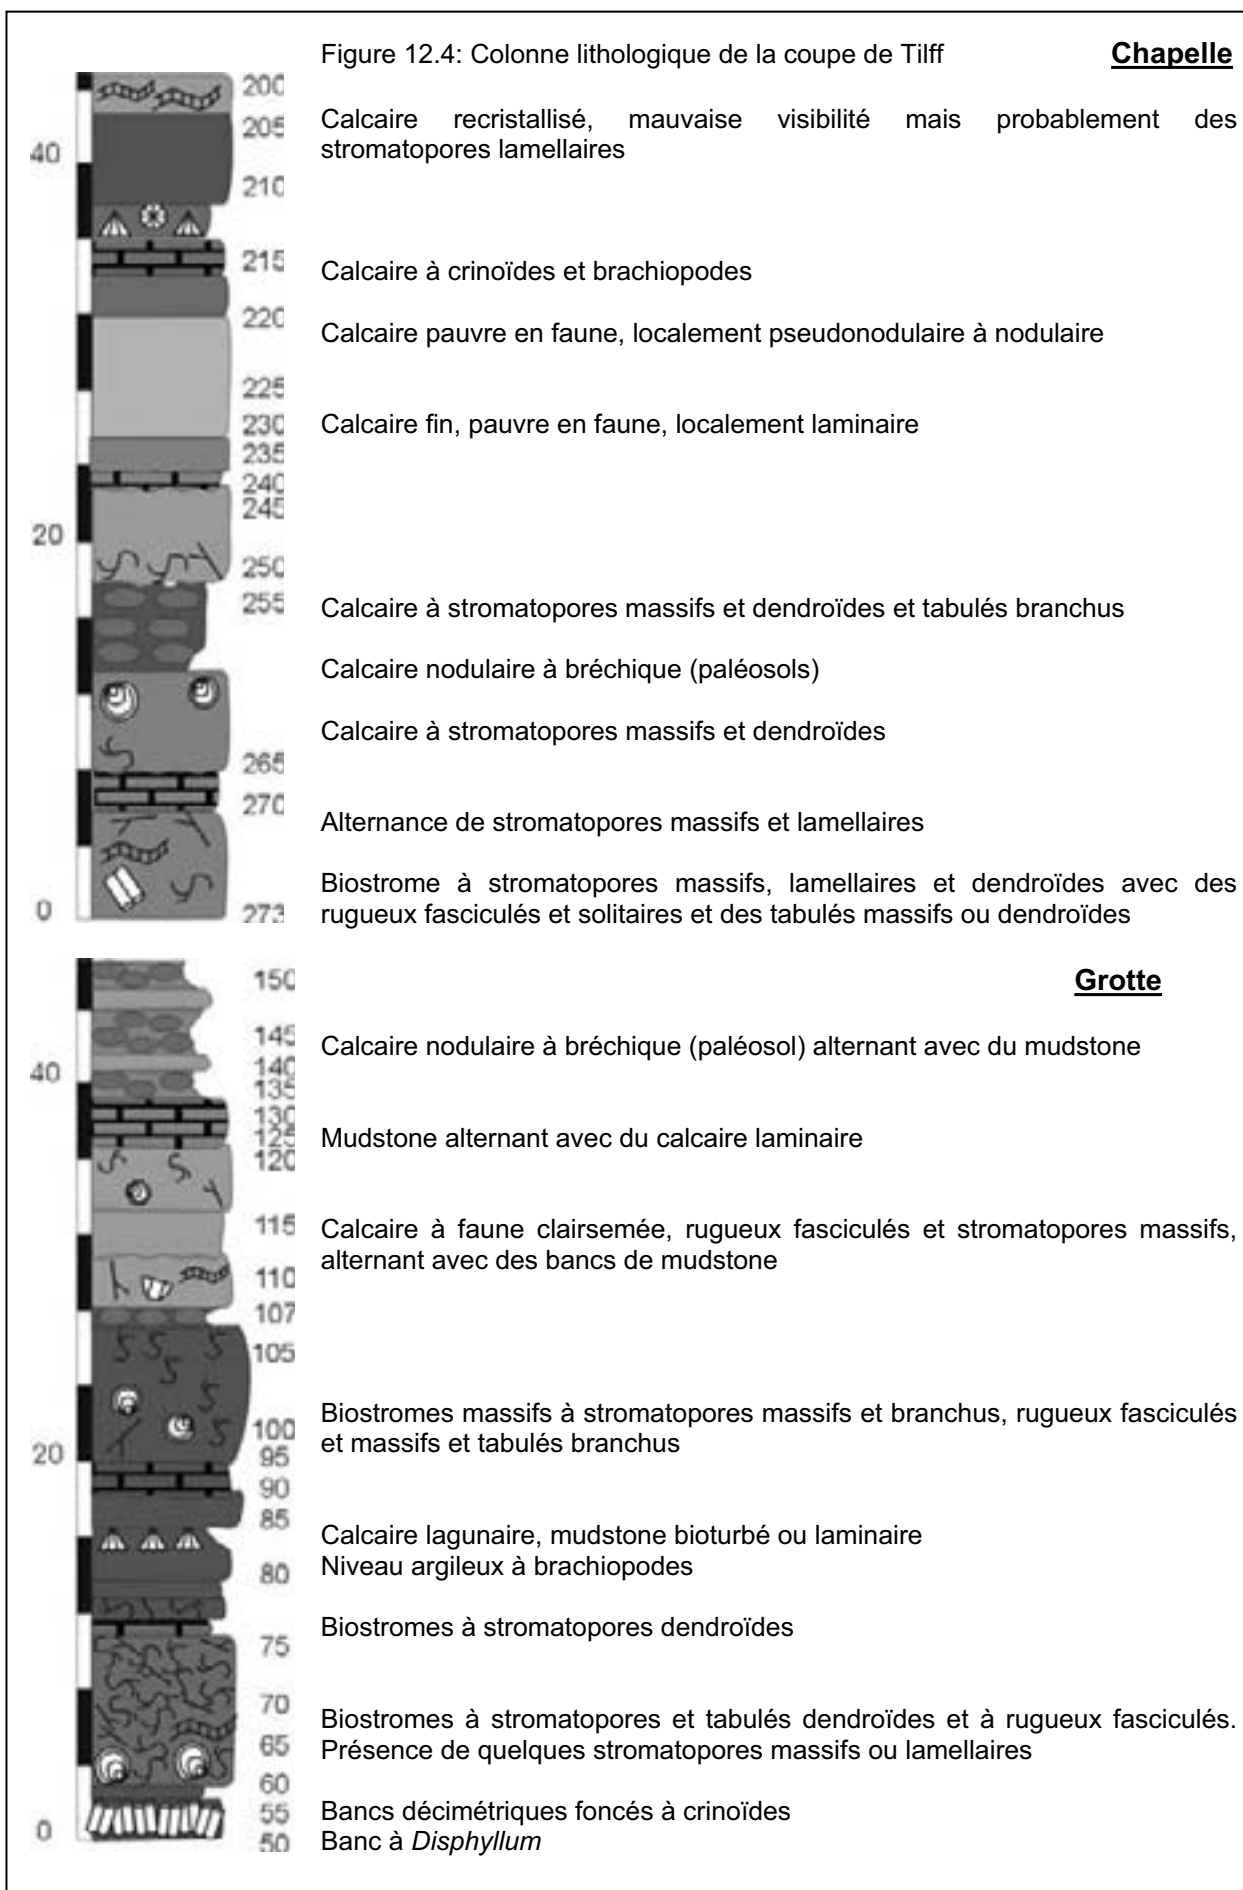 Figure 12.4: Colonne lithologique de la coupe de Tilff
Chapelle
200
Calcaire recristallisé, mauvaise visibilité mais probablement des
stromatopores lamellaires
205
40
210
215
Calcaire à crinoïdes et brachiopodes
220
Calcaire pauvre en faune, localement pseudonodulaire à nodulaire
225
230
Calcaire fin, pauvre en faune, localement laminaire
235
240
245
20
250
255
Calcaire à stromatopores massifs et dendroïdes et tabulés branchus
Calcaire nodulaire à bréchique (paléosols)
Calcaire à stromatopores massifs et dendroïdes
265
270
Alternance de stromatopores massifs et lamellaires
Biostrome à stromatopores massifs, lamellaires et dendroïdes avec des
rugueux fasciculés et solitaires et des tabulés massifs ou dendroïdes
0
273
Grotte
150
145
Calcaire nodulaire à bréchique (paléosol) alternant avec du mudstone
140
40
135
130
125
Mudstone alternant avec du calcaire laminaire
120
115
Calcaire à faune clairsemée, rugueux fasciculés et stromatopores massifs,
alternant avec des bancs de mudstone
110
107
105
Biostromes massifs à stromatopores massifs et branchus, rugueux fasciculés
et massifs et tabulés branchus
100
20
95
90
85
Calcaire lagunaire, mudstone bioturbé ou laminaire
Niveau argileux à brachiopodes
80
Biostromes à stromatopores dendroïdes
75
70
Biostromes à stromatopores et tabulés dendroïdes et à rugueux fasciculés.
Présence de quelques stromatopores massifs ou lamellaires
65
60
Bancs décimétriques foncés à crinoïdes
55
0
Banc à Disphyllum
50